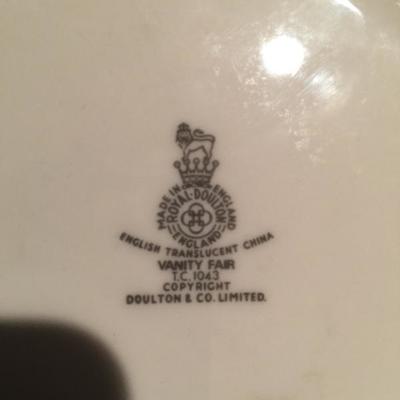 MADE IN ENGLAND
ROYAL·DOULTON
ENGLAND
ENGLISH TRANSLUCENT CHINA
VANITY FAIR
T.C. 1043
COPYRIGHT
DOULTON & CO. LIMITED.